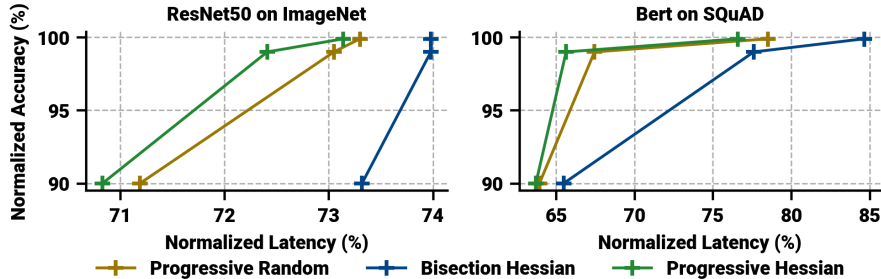 ResNet50 on ImageNet
Bert on SQuAD
Normalized Accuracy (%)
100
95
90
71 72 73 74
Normalized Latency (%)
100
95
90
65 70 75 80 85
Normalized Latency (%)
Progressive Random
Bisection Hessian
Progressive Hessian